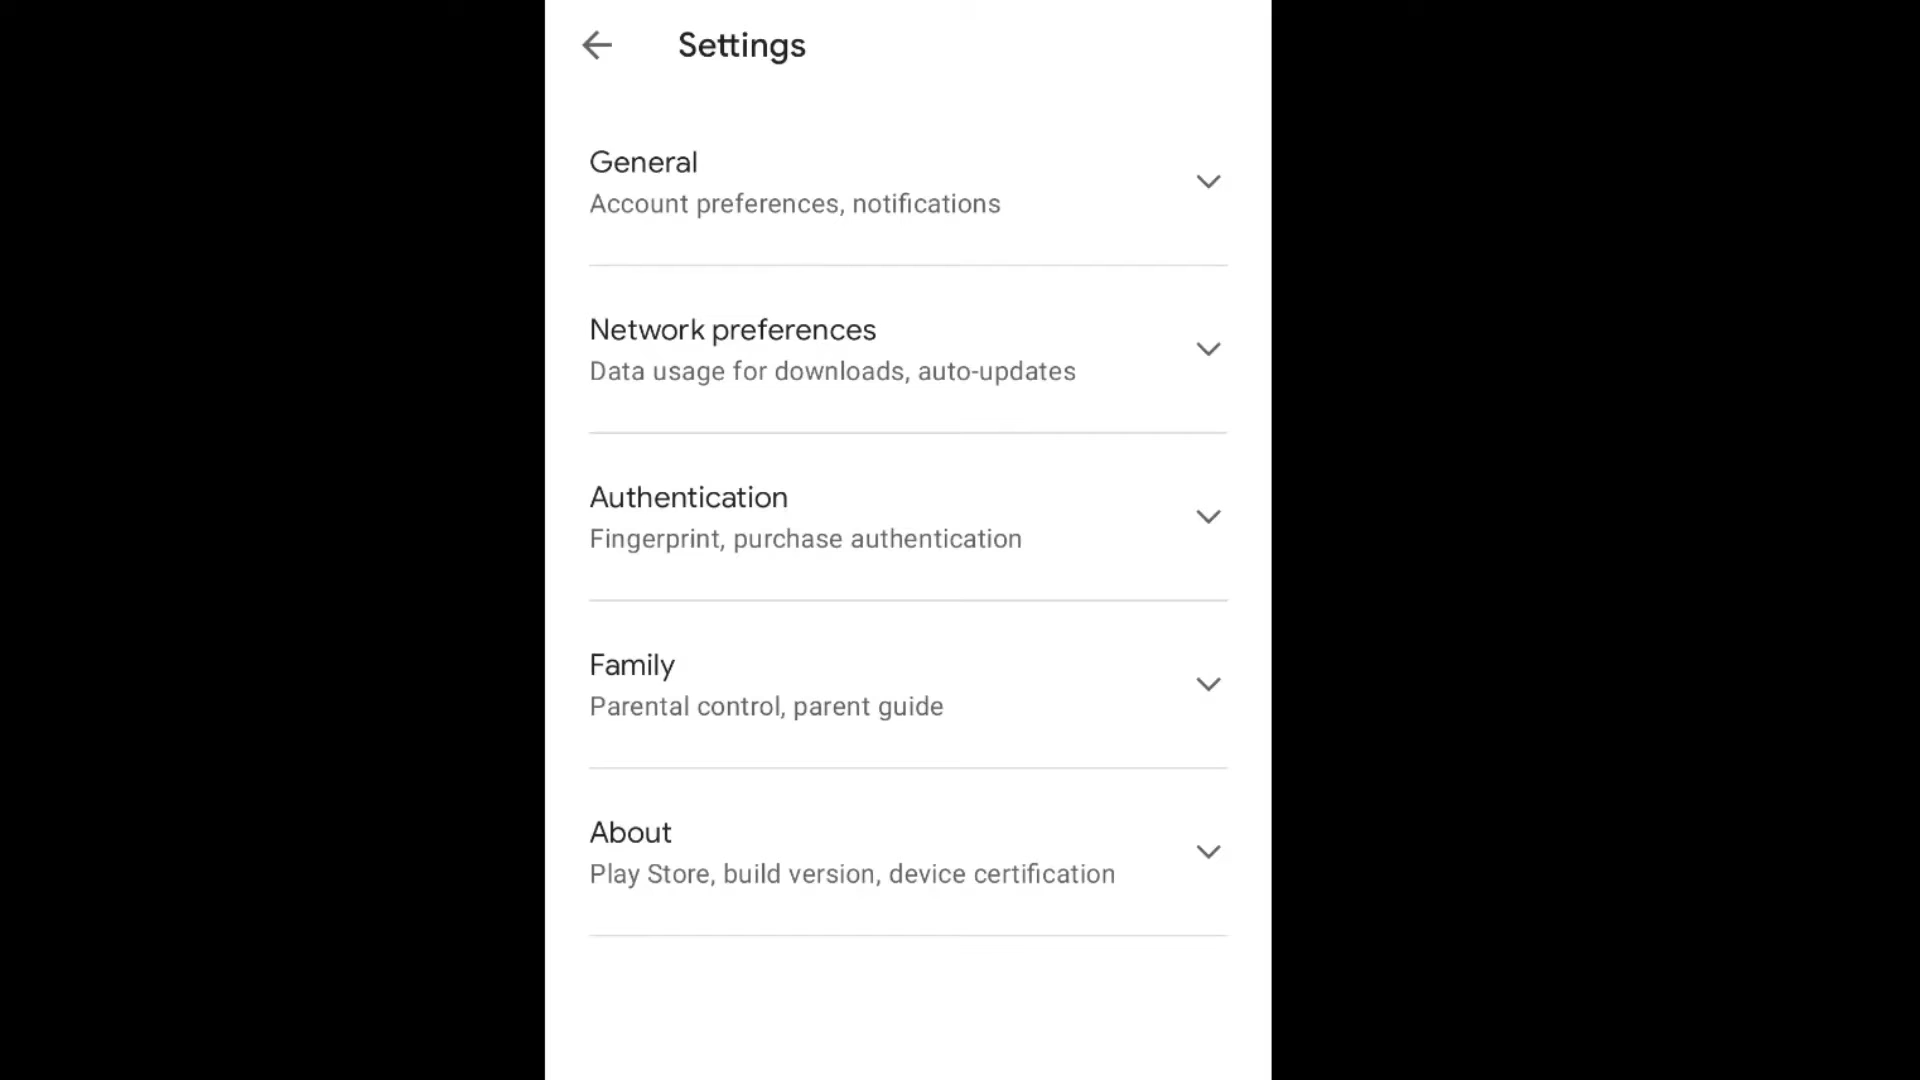 Settings
General
Account preferences, notifications
Network preferences
Data usage for downloads, auto-updates
Authentication
Fingerprint, purchase authentication
Family
Parental control, parent guide
About
Play Store, build version, device certification